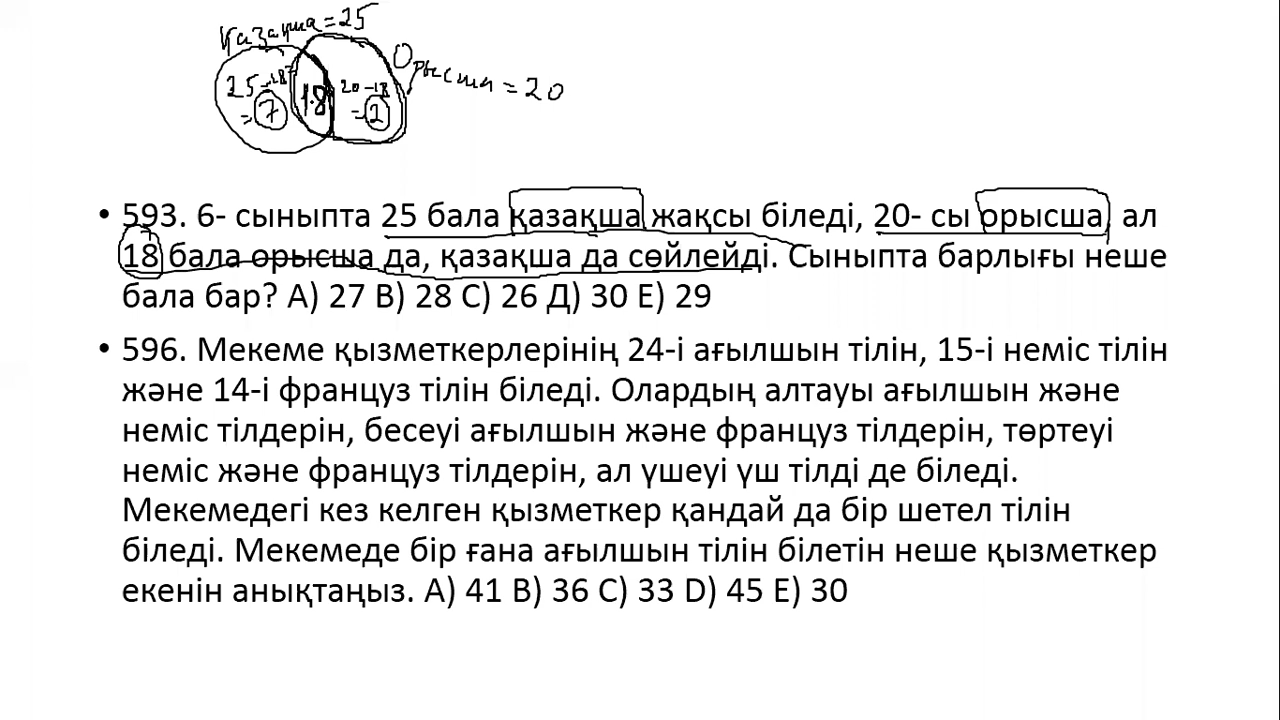 Қазақша = 25
Орысша = 20
25-18 18 20-18
=7 =2
• 593. 6- сыныпта 25 бала қазақша жақсы біледі, 20- сы орысша, ал
18 бала орысша да, қазақша да сөйлейді. Сыныпта барлығы неше
бала бар? А) 27 В) 28 С) 26 Д) 30 Е) 29
• 596. Мекеме қызметкерлерінің 24-і ағылшын тілін, 15-і неміс тілін
және 14-і француз тілін біледі. Олардың алтауы ағылшын және
неміс тілдерін, бесеуі ағылшын және француз тілдерін, төртеуі
неміс және француз тілдерін, ал үшеуі үш тілді де біледі.
Мекемедегі кез келген қызметкер қандай да бір шетел тілін
біледі. Мекемеде бір ғана ағылшын тілін білетін неше қызметкер
екенін анықтаңыз. А) 41 В) 36 С) 33 D) 45 Е) 30